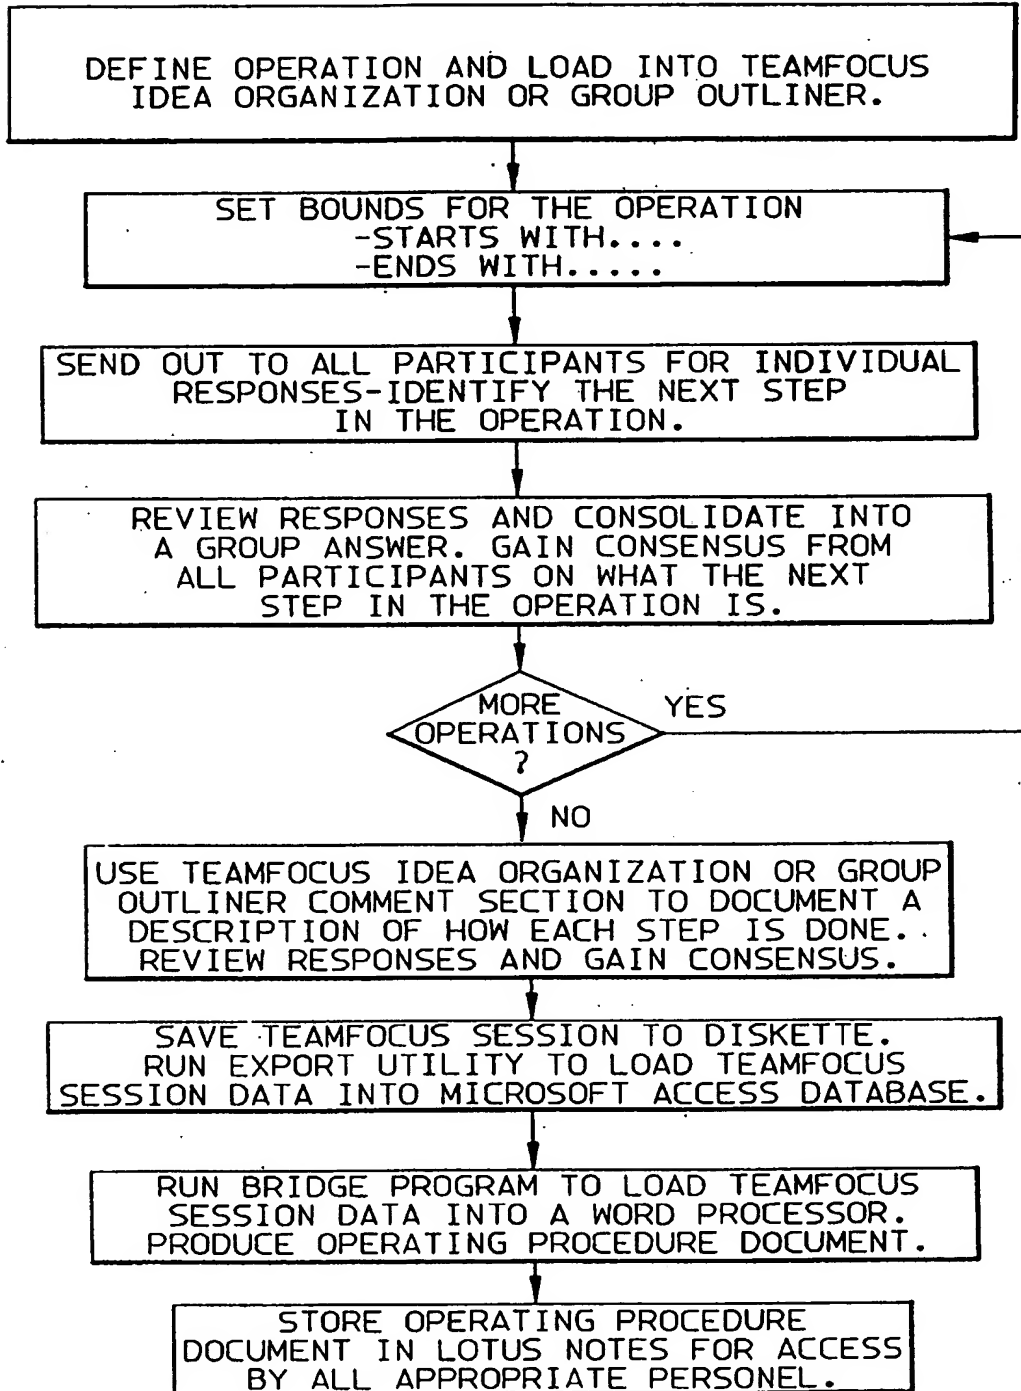 DEFINE OPERATION AND LOAD INTO TEAMFOCUS
IDEA ORGANIZATION OR GROUP OUTLINER.
SET BOUNDS FOR THE OPERATION
-STARTS WITH....
-ENDS WITH.....
SEND OUT TO ALL PARTICIPANTS FOR INDIVIDUAL
RESPONSES-IDENTIFY THE NEXT STEP
IN THE OPERATION.
REVIEW RESPONSES AND CONSOLIDATE INTO
A GROUP ANSWER. GAIN CONSENSUS FROM
ALL PARTICIPANTS ON WHAT THE NEXT
STEP IN THE OPERATION IS.
MORE
OPERATIONS
?
YES
NO
USE TEAMFOCUS IDEA ORGANIZATION OR GROUP
OUTLINER COMMENT SECTION TO DOCUMENT A
DESCRIPTION OF HOW EACH STEP IS DONE.
REVIEW RESPONSES AND GAIN CONSENSUS.
SAVE TEAMFOCUS SESSION TO DISKETTE.
RUN EXPORT UTILITY TO LOAD TEAMFOCUS
SESSION DATA INTO MICROSOFT ACCESS DATABASE.
RUN BRIDGE PROGRAM TO LOAD TEAMFOCUS
SESSION DATA INTO A WORD PROCESSOR.
PRODUCE OPERATING PROCEDURE DOCUMENT.
STORE OPERATING PROCEDURE
DOCUMENT IN LOTUS NOTES FOR ACCESS
BY ALL APPROPRIATE PERSONEL.